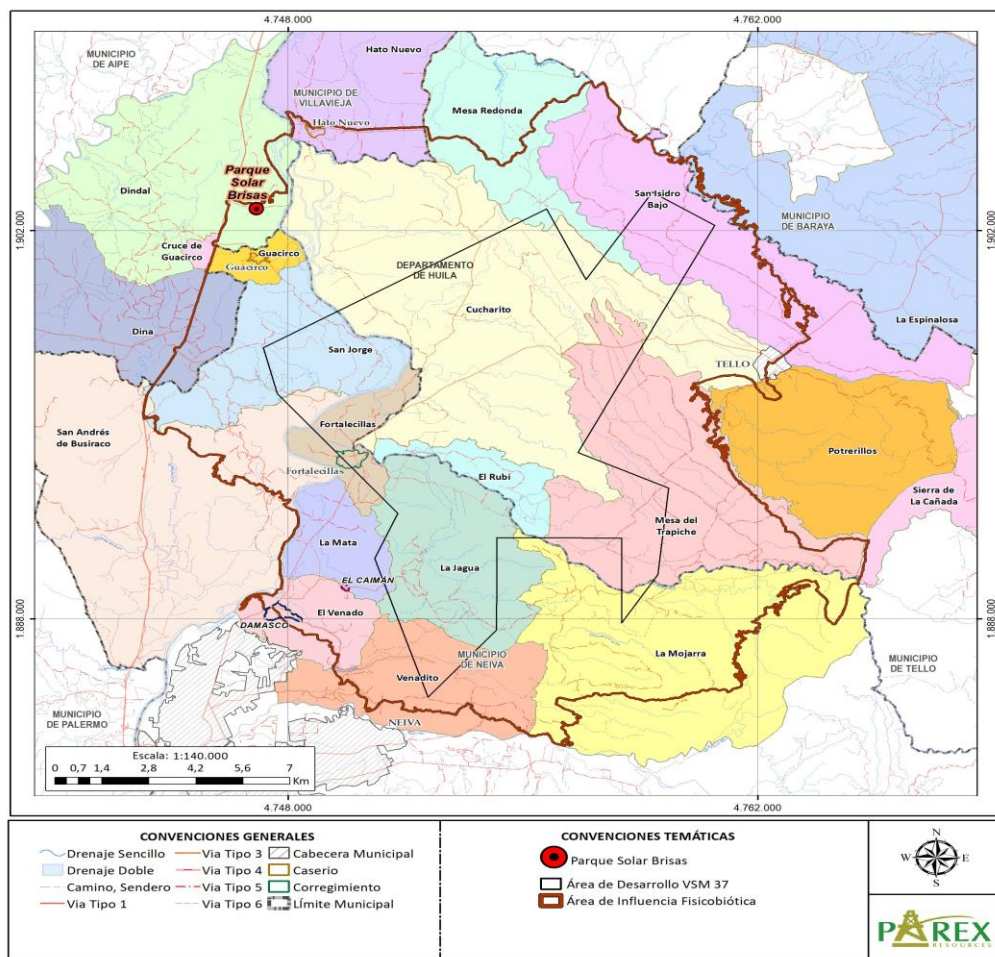 4.748.000
4.762.000
MUNICIPIO
DE AIPE
Hato Nuevo
MUNICIPIO DE
VILLAVIEJA
Mesa Redonda
Hato Nuevo
Parque
Solar
Brisas
Dindal
San Isidro
Bajo
MUNICIPIO DE
BARAYA
1.902.000
1.902.000
Cruce de
Guacirco
Guacirco
Guacirco
DEPARTAMENTO
DE HUILA
Cucharito
La Espinalosa
Dina
San Jorge
TELLO
San Andrés
de Busiraco
Fortalecillas
Fortalecillas
El Rubí
Potrerillos
Sierra de
La Cañada
La Mata
Mesa del
Trapiche
La Jagua
EL CAIMÁN
El Venado
DAMASCO
1.888.000
1.888.000
MUNICIPIO
DE NEIVA
La Mojarra
Venadito
MUNICIPIO
DE TELLO
MUNICIPIO
DE PALERMO
NEIVA
Escala: 1:140.000
0 0,7 1,4 2,8 4,2 5,6 7
Km
4.748.000
4.762.000
CONVENCIONES GENERALES
Drenaje Sencillo
Drenaje Doble
Camino, Sendero
Vía Tipo 1
Vía Tipo 3
Vía Tipo 4
Vía Tipo 5
Vía Tipo 6
Cabecera Municipal
Caserio
Corregimiento
LÍmite Municipal
CONVENCIONES TEMÁTICAS
Parque Solar Brisas
Área de Desarrollo VSM 37
Área de Influencia Fisicobiótica
N
W E
S
PAREX
RESOURCES